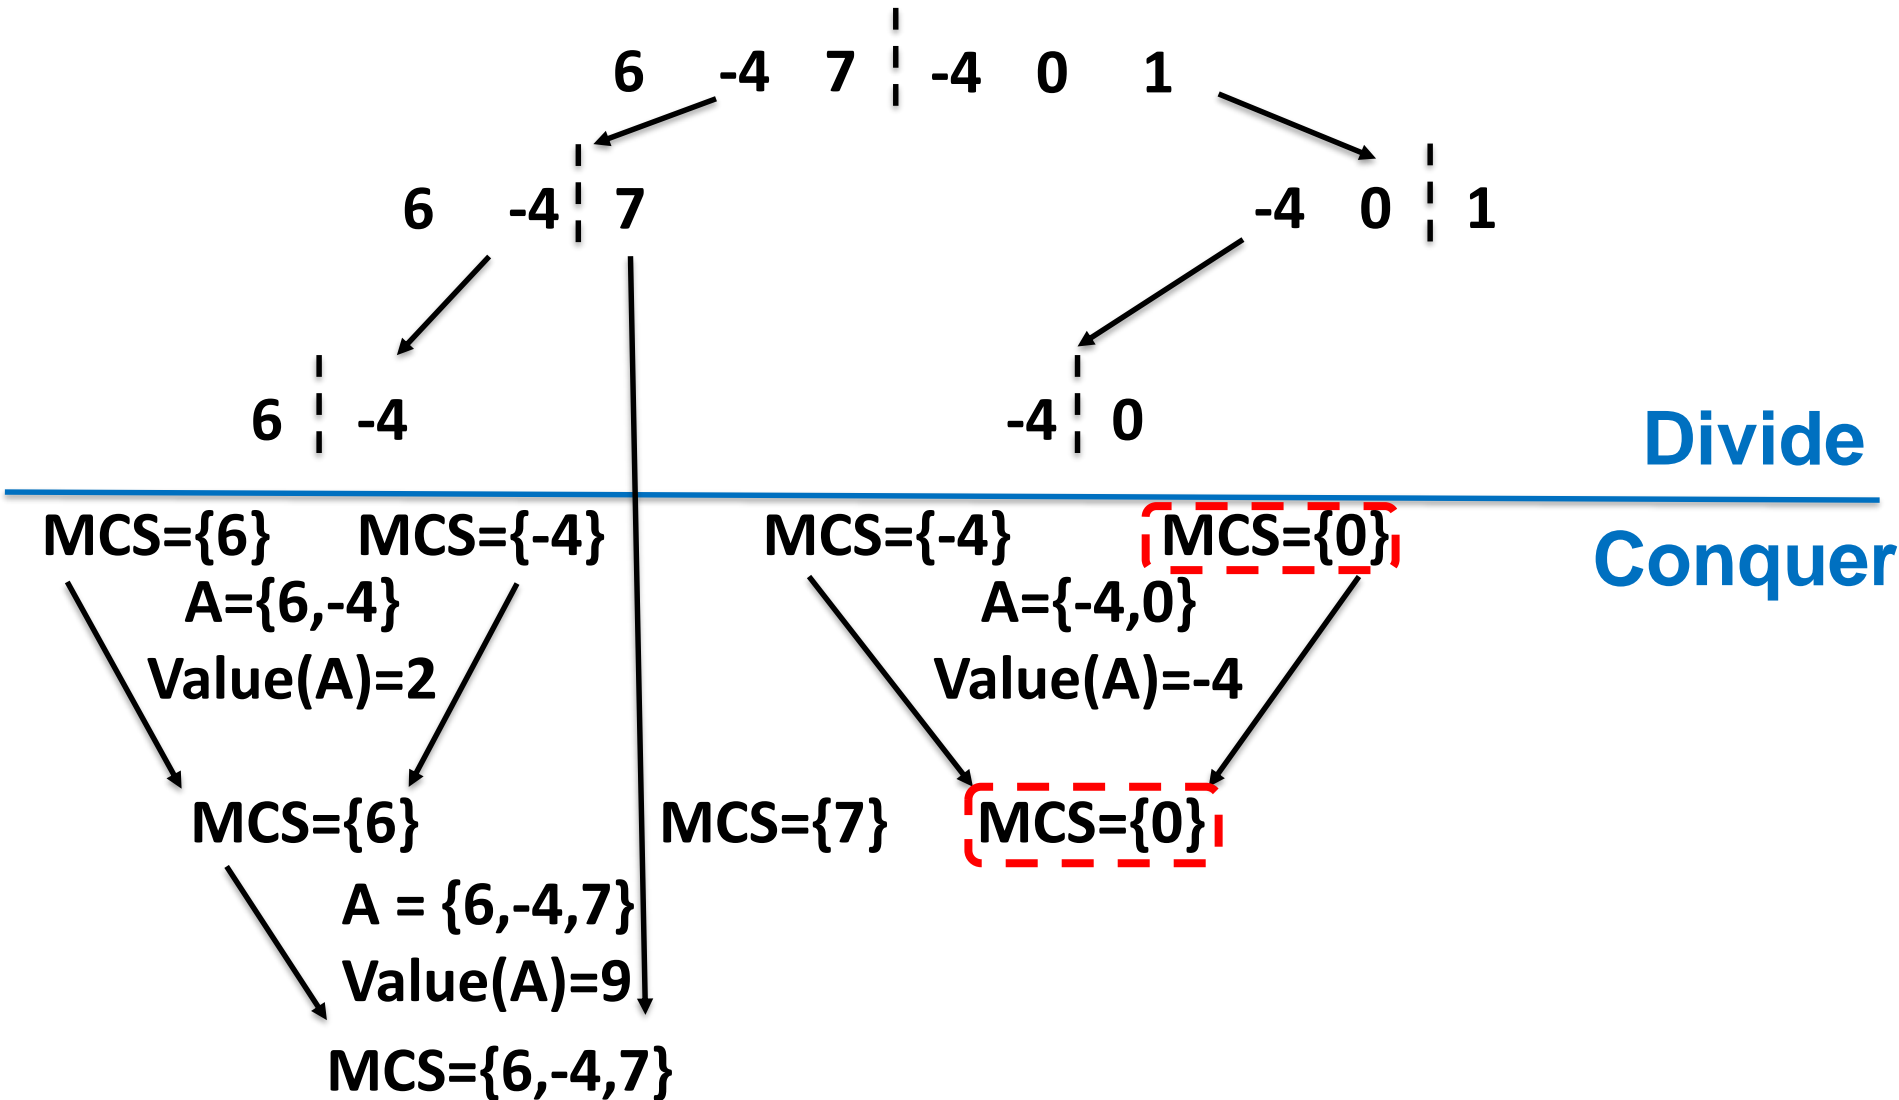 6 -4 7 -4 0 1
6 -4 7 -4 0 1
6 -4 -4 0
Divide
Conquer
MCS={6} MCS={-4} MCS={-4} MCS={0}
A={6,-4} A={-4,0}
Value(A)=2 Value(A)=-4
MCS={6} MCS={7} MCS={0}
A = {6,-4,7}
Value(A)=9
MCS={6,-4,7}